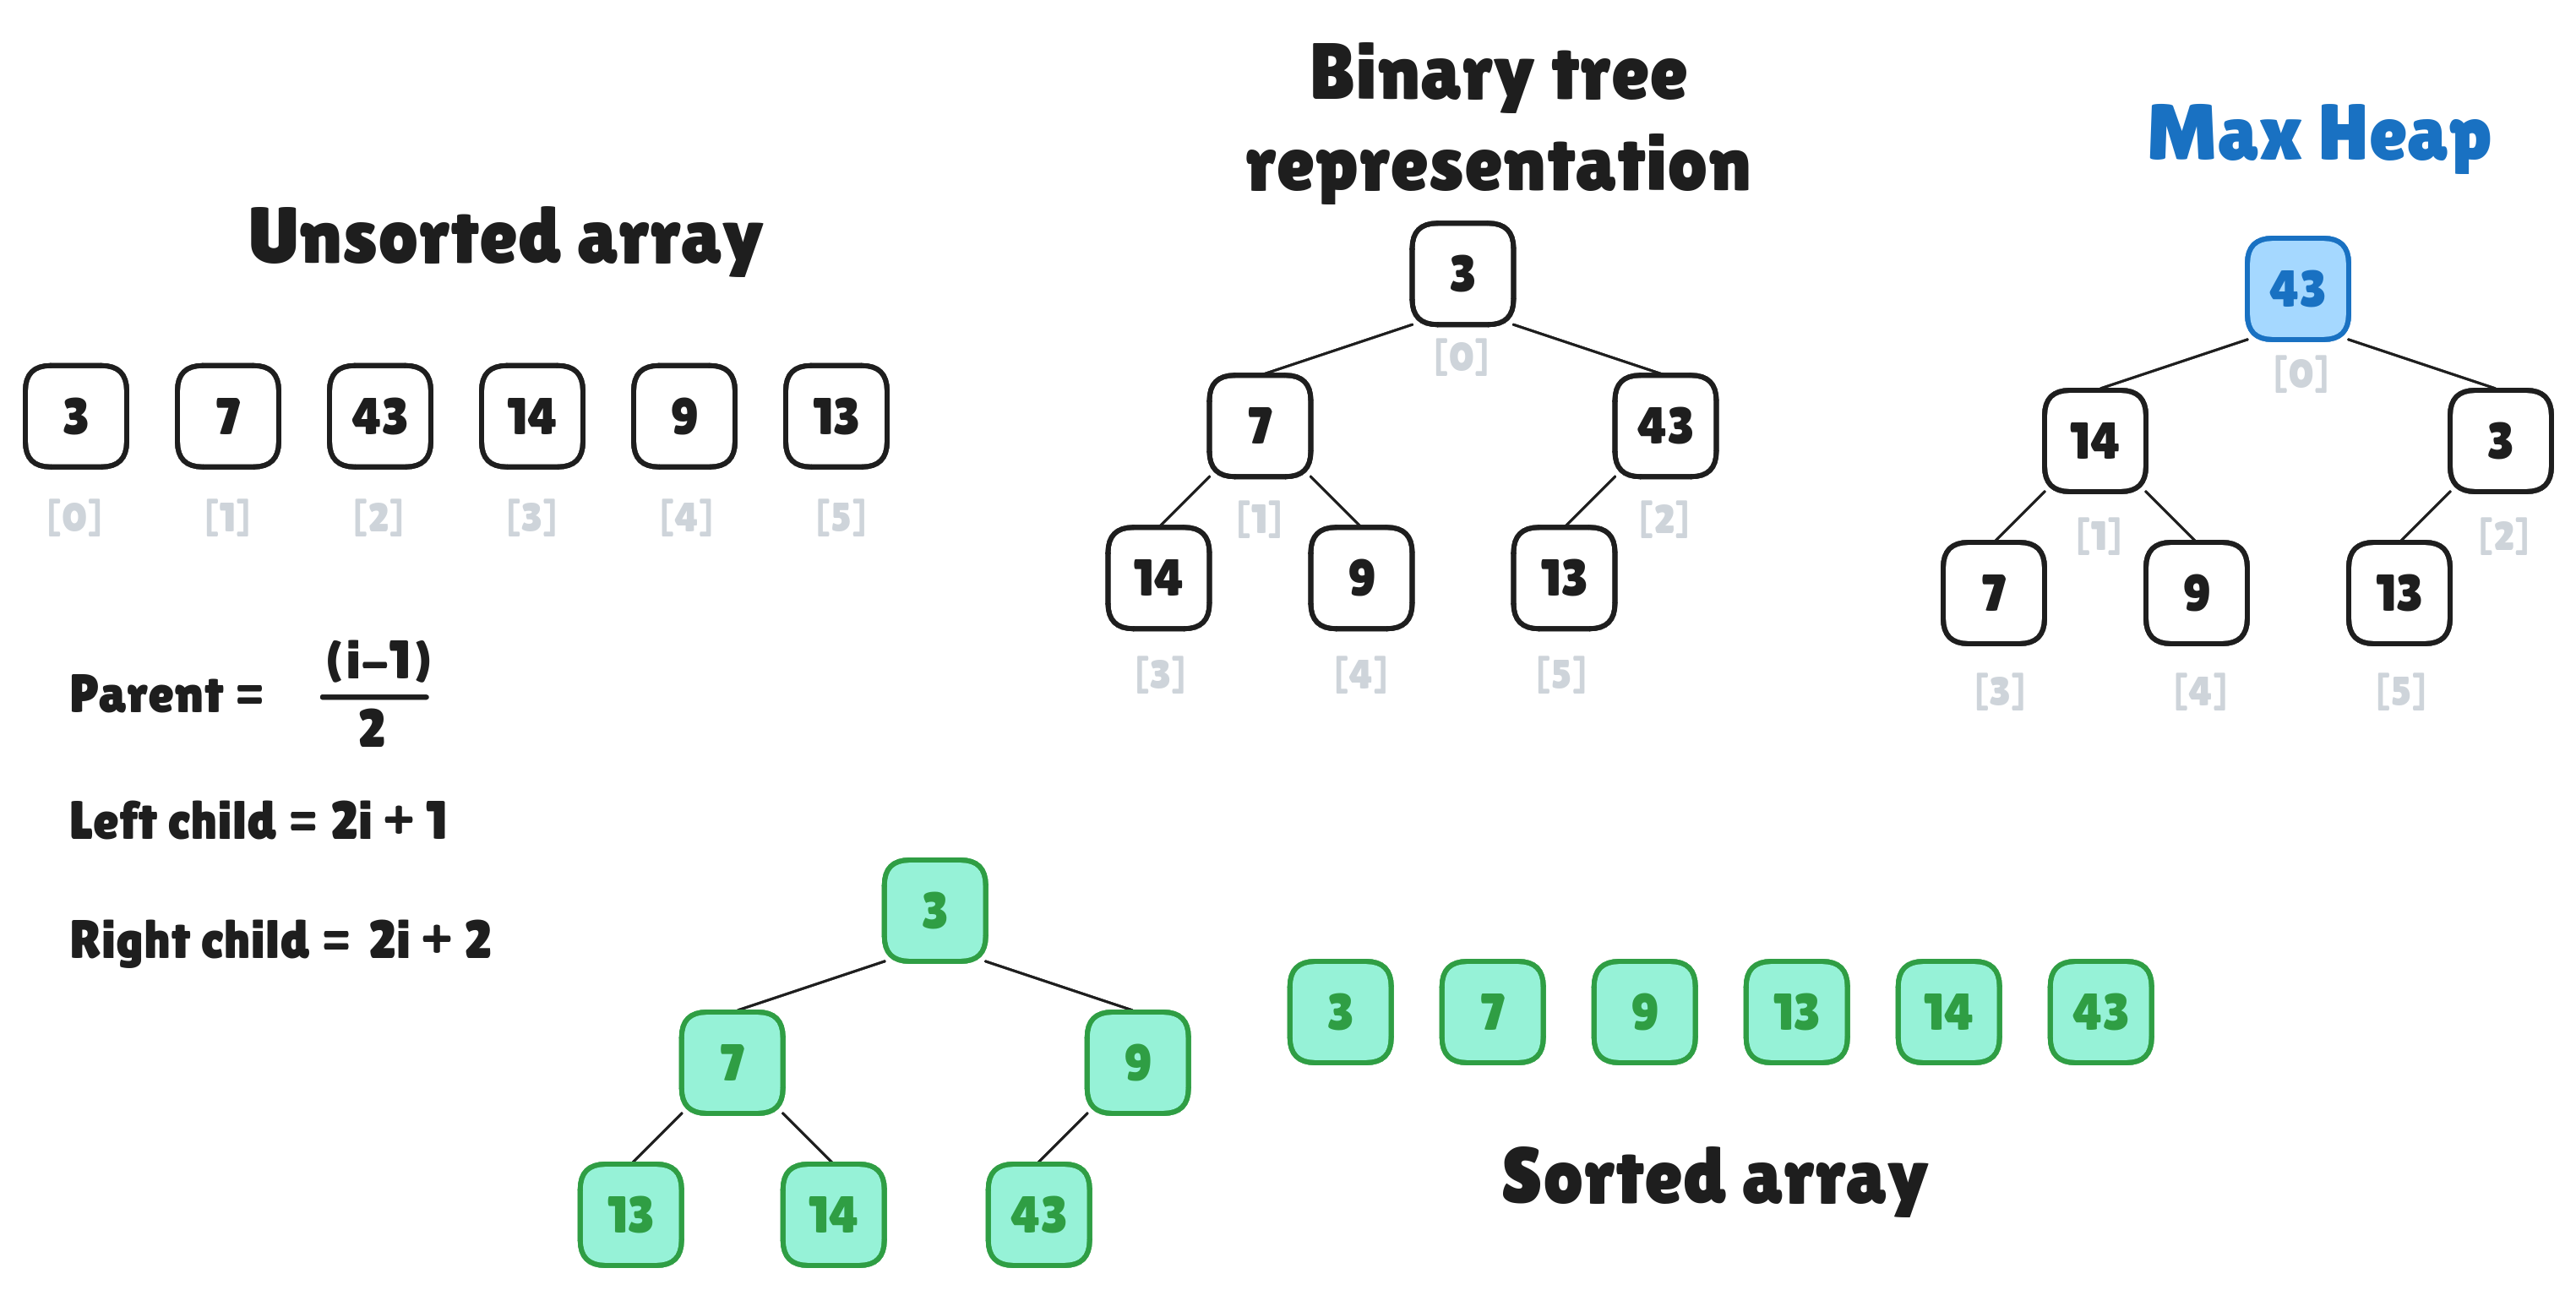 Unsorted array
3 7 43 14 9 13
[0] [1] [2] [3] [4] [5]
Parent = (i-1)
2
Left child = 2i + 1
Right child = 2i + 2
Binary tree
representation
3
[0]
7 43
[1] [2]
14 9 13
[3] [4] [5]
Max Heap
43
[0]
14 3
[1] [2]
7 9 13
[3] [4] [5]
3
7 9
13 14 43
3 7 9 13 14 43
Sorted array